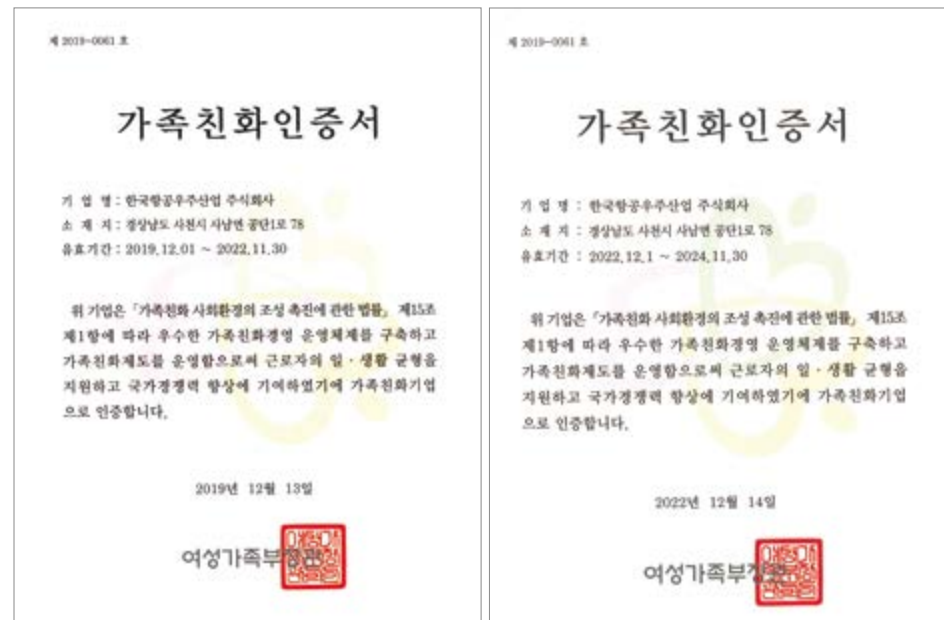 제 2019-0061 호
가족친화인증서
기 업 명 : 한국항공우주산업 주식회사
소 재 지 : 경상남도 사천시 사남면 공단1로 78
유효기간 : 2019.12.01 ~ 2022.11.30
위 기업은 「가족친화 사회환경의 조성 촉진에 관한 법률」 제15조
제1항에 따라 우수한 가족친화경영 운영체제를 구축하고
가족친화제도를 운영함으로써 근로자의 일 · 생활 균형을
지원하고 국가경쟁력 향상에 기여하였기에 가족친화기업
으로 인증합니다.
2019년 12월 13일
여성가족부장관
제 2019-0061 호
가족친화인증서
기 업 명 : 한국항공우주산업 주식회사
소 재 지 : 경상남도 사천시 사남면 공단1로 78
유효기간 : 2022.12.1 ~ 2024.11.30
위 기업은 「가족친화 사회환경의 조성 촉진에 관한 법률」 제15조
제1항에 따라 우수한 가족친화경영 운영체제를 구축하고
가족친화제도를 운영함으로써 근로자의 일 · 생활 균형을
지원하고 국가경쟁력 향상에 기여하였기에 가족친화기업
으로 인증합니다.
2022년 12월 14일
여성가족부장관